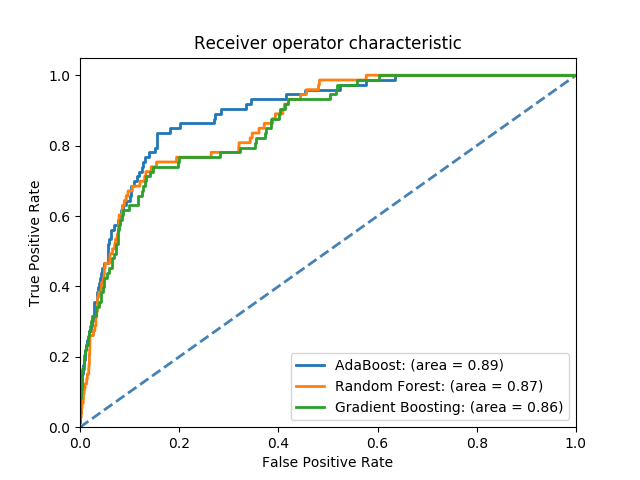 Receiver operator characteristic
1.0
0.8
0.6
0.4
0.2
0.0
True Positive Rate
AdaBoost: (area = 0.89)
Random Forest: (area = 0.87)
Gradient Boosting: (area = 0.86)
0.0 0.2 0.4 0.6 0.8 1.0
False Positive Rate